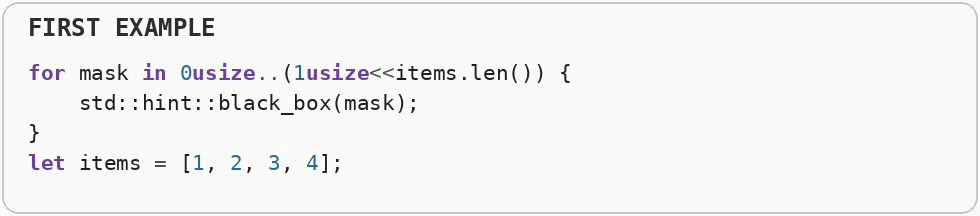 FIRST EXAMPLE
for mask in 0usize..(1usize<<items.len()) {
    std::hint::black_box(mask);
}
let items = [1, 2, 3, 4];